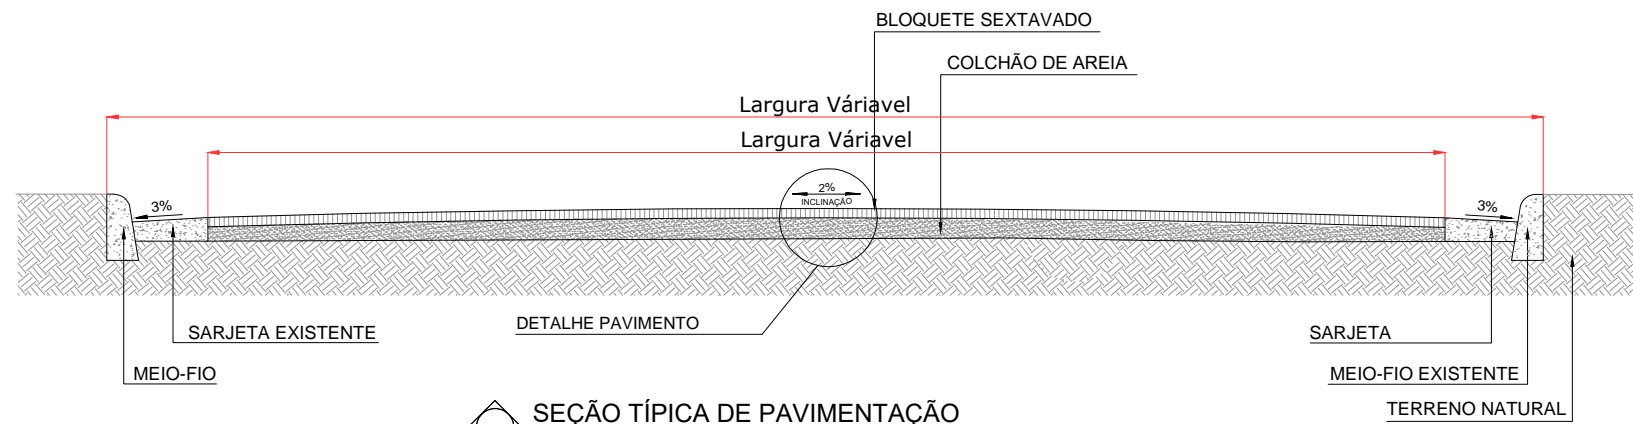 BLOQUETE SEXTAVADO
COLCHÃO DE AREIA
Largura Váriavel
Largura Váriavel
2%
INCLINAÇÃO
3%
3%
DETALHE PAVIMENTO
SARJETA EXISTENTE
SARJETA
MEIO-FIO
MEIO-FIO EXISTENTE
TERRENO NATURAL
SEÇÃO TÍPICA DE PAVIMENTAÇÃO